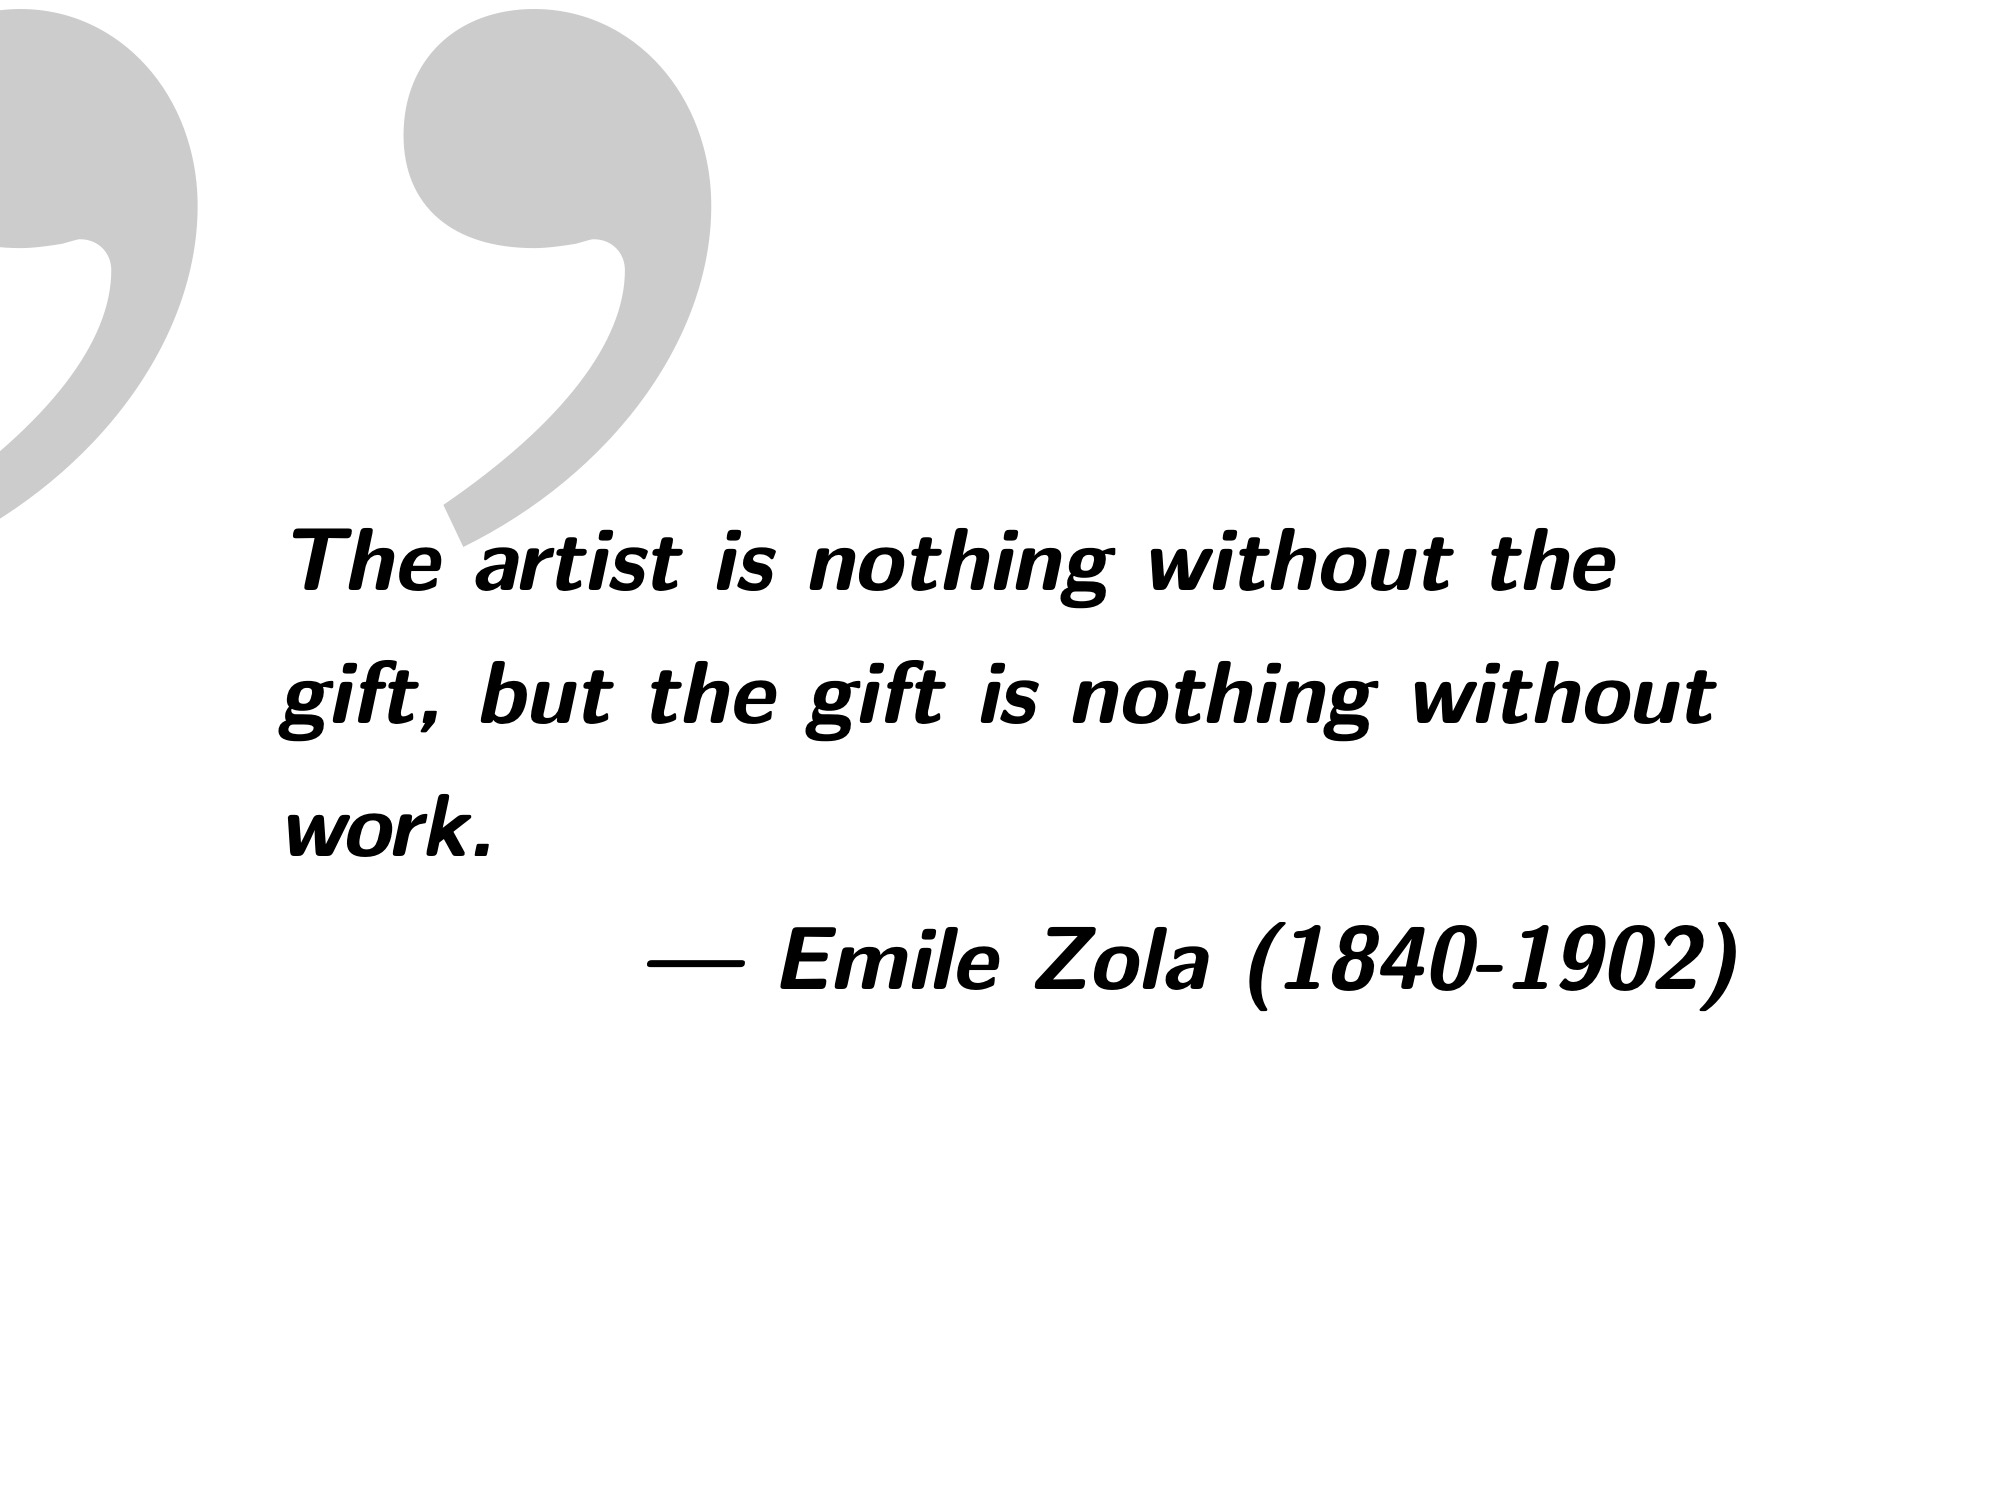 ”
The artist is nothing without the
gift, but the gift is nothing without
work.
— Emile Zola (1840-1902)